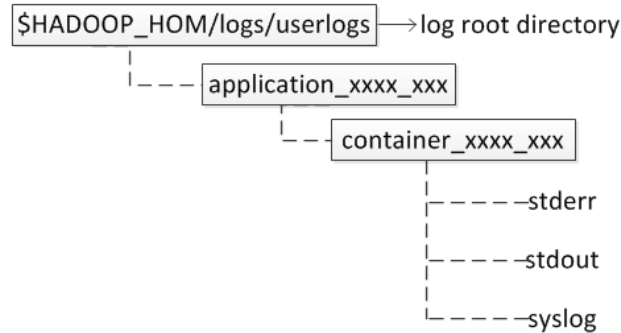 $HADOOP_HOM/logs/userlogs log root directory
application_xxxx_xxx
container_xxxx_xxx
stderr
stdout
syslog